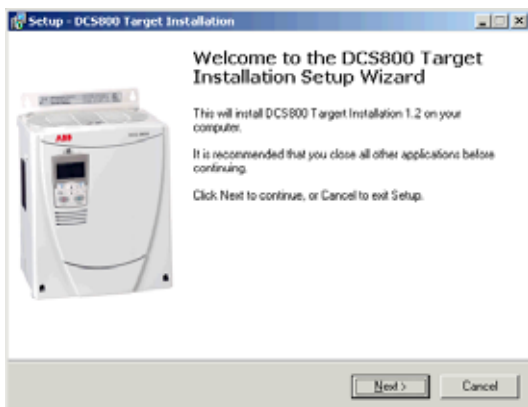 Setup - DCS800 Target Installation
Welcome to the DCS800 Target
Installation Setup Wizard
This will install DCS800 Target Installation 1.2 on your
computer.
It is recommended that you close all other applications before
continuing.
Click Next to continue, or Cancel to exit Setup.
ABB
Next >
Cancel